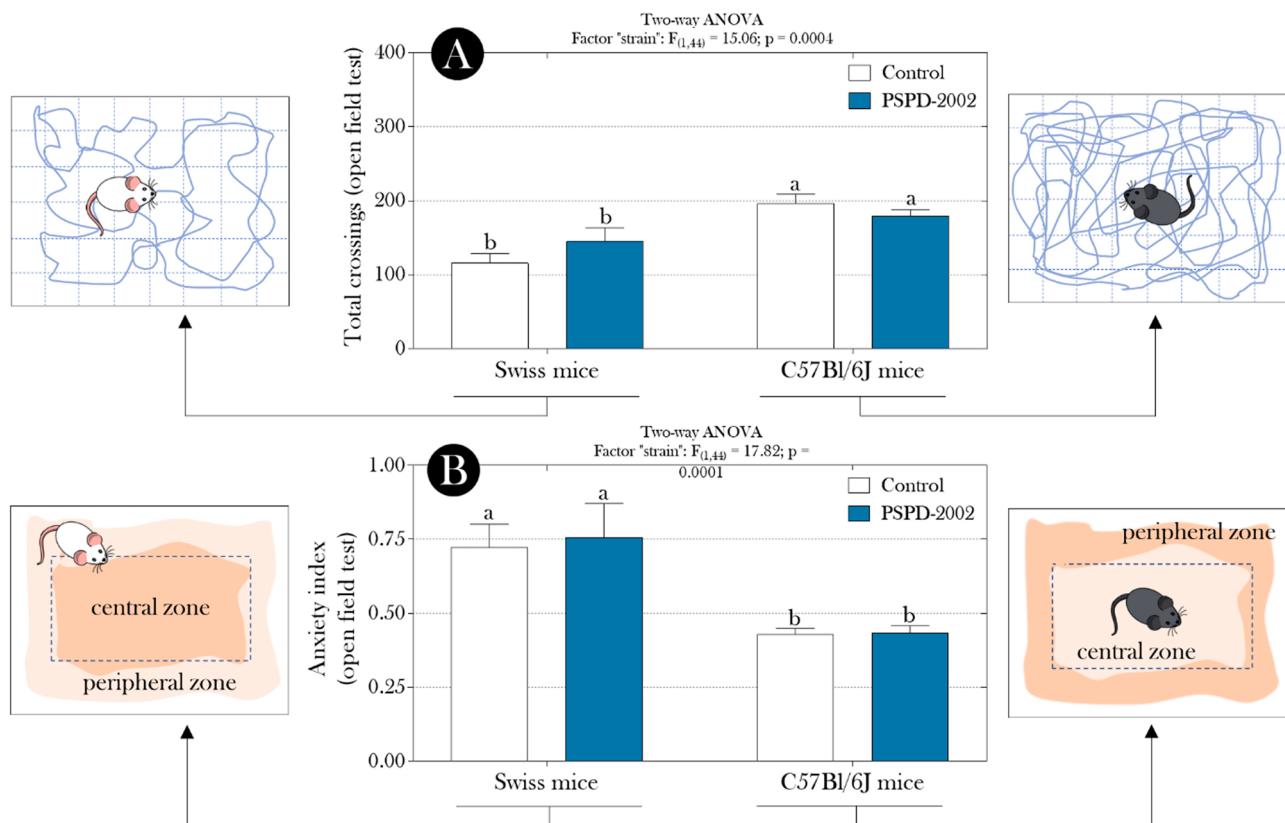 Two-way ANOVA
Factor "strain": F(1,44) = 15.06; p = 0.0004
A
Total crossings (open field test)
400
300
200
100
0
Control
PSPD-2002
b
b
a
a
Swiss mice
C57Bl/6J mice
Two-way ANOVA
Factor "strain": F(1,44) = 17.82; p =
0.0001
B
Anxiety index
(open field test)
1.00
0.75
0.50
0.25
0.00
Control
PSPD-2002
a
a
b
b
Swiss mice
C57Bl/6J mice
central zone
peripheral zone
peripheral zone
central zone